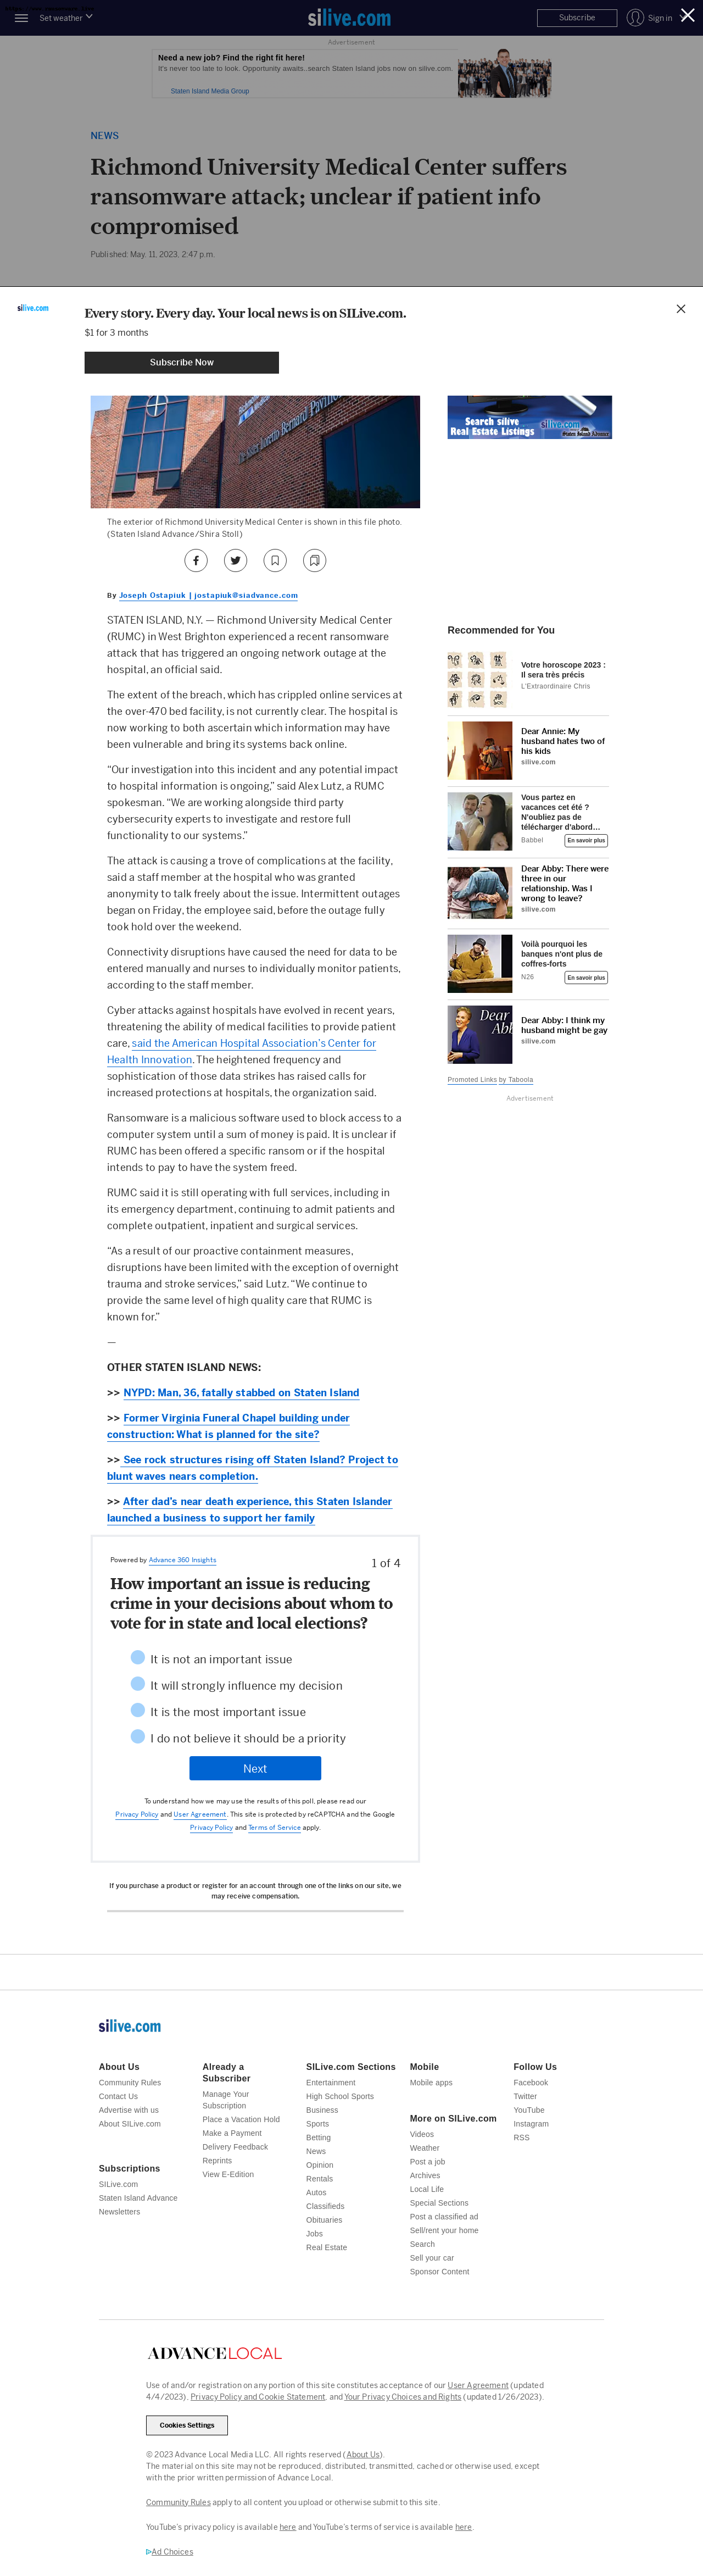 Set weather
silive.com
Subscribe
Sign in
Advertisement
Need a new job? Find the right fit here!
It's never too late to look. Opportunity awaits..search Staten Island jobs now on silive.com.
Staten Island Media Group
NEWS
Richmond University Medical Center suffers
ransomware attack; unclear if patient info
compromised
Published: May. 11, 2023, 2:47 p.m.
silive.com
Every story. Every day. Your local news is on SILive.com.
$1 for 3 months
Subscribe Now
Bernard Pavilion
Search silive
Real Estate Listings
silive.com
Staten Island Advance
The exterior of Richmond University Medical Center is shown in this file photo.
(Staten Island Advance/Shira Stoll)
By Joseph Ostapiuk | jostapiuk@siadvance.com
STATEN ISLAND, N.Y. — Richmond University Medical Center
(RUMC) in West Brighton experienced a recent ransomware
attack that has triggered an ongoing network outage at the
hospital, an official said.
The extent of the breach, which has crippled online services at
the over-470 bed facility, is not currently clear. The hospital is
now working to both ascertain which information may have
been vulnerable and bring its systems back online.
“Our investigation into this incident and any potential impact
to hospital information is ongoing,” said Alex Lutz, a RUMC
spokesman. “We are working alongside third party
cybersecurity experts to investigate and restore full
functionality to our systems.”
The attack is causing a trove of complications at the facility,
said a staff member at the hospital who was granted
anonymity to talk freely about the issue. Intermittent outages
began on Friday, the employee said, before the outage fully
took hold over the weekend.
Connectivity disruptions have caused the need for data to be
entered manually and nurses to individually monitor patients,
according to the staff member.
Cyber attacks against hospitals have evolved in recent years,
threatening the ability of medical facilities to provide patient
care, said the American Hospital Association’s Center for
Health Innovation. The heightened frequency and
sophistication of those data strikes has raised calls for
increased protections at hospitals, the organization said.
Ransomware is a malicious software used to block access to a
computer system until a sum of money is paid. It is unclear if
RUMC has been offered a specific ransom or if the hospital
intends to pay to have the system freed.
RUMC said it is still operating with full services, including in
its emergency department, continuing to admit patients and
complete outpatient, inpatient and surgical services.
“As a result of our proactive containment measures,
disruptions have been limited with the exception of overnight
trauma and stroke services,” said Lutz. “We continue to
provide the same level of high quality care that RUMC is
known for.”
—
OTHER STATEN ISLAND NEWS:
>> NYPD: Man, 36, fatally stabbed on Staten Island
>> Former Virginia Funeral Chapel building under
construction: What is planned for the site?
>> See rock structures rising off Staten Island? Project to
blunt waves nears completion.
>> After dad’s near death experience, this Staten Islander
launched a business to support her family
Recommended for You
Votre horoscope 2023 :
Il sera très précis
L'Extraordinaire Chris
Dear Annie: My
husband hates two of
his kids
silive.com
Vous partez en
vacances cet été ?
N'oubliez pas de
télécharger d'abord…
Babbel
En savoir plus
Dear Abby: There were
three in our
relationship. Was I
wrong to leave?
silive.com
Voilà pourquoi les
banques n'ont plus de
coffres-forts
N26
En savoir plus
Dear
Abby
Dear Abby: I think my
husband might be gay
silive.com
Promoted Links by Taboola
Advertisement
Powered by Advance 360 Insights
1 of 4
How important an issue is reducing
crime in your decisions about whom to
vote for in state and local elections?
It is not an important issue
It will strongly influence my decision
It is the most important issue
I do not believe it should be a priority
Next
To understand how we may use the results of this poll, please read our
Privacy Policy and User Agreement. This site is protected by reCAPTCHA and the Google
Privacy Policy and Terms of Service apply.
If you purchase a product or register for an account through one of the links on our site, we
may receive compensation.
silive.com
About Us
Community Rules
Contact Us
Advertise with us
About SILive.com
Subscriptions
SILive.com
Staten Island Advance
Newsletters
Already a
Subscriber
Manage Your
Subscription
Place a Vacation Hold
Make a Payment
Delivery Feedback
Reprints
View E-Edition
SILive.com Sections
Entertainment
High School Sports
Business
Sports
Betting
News
Opinion
Rentals
Autos
Classifieds
Obituaries
Jobs
Real Estate
Mobile
Mobile apps
More on SILive.com
Videos
Weather
Post a job
Archives
Local Life
Special Sections
Post a classified ad
Sell/rent your home
Search
Sell your car
Sponsor Content
Follow Us
Facebook
Twitter
YouTube
Instagram
RSS
ADVANCE LOCAL
Use of and/or registration on any portion of this site constitutes acceptance of our User Agreement (updated
4/4/2023), Privacy Policy and Cookie Statement, and Your Privacy Choices and Rights (updated 1/26/2023).
Cookies Settings
© 2023 Advance Local Media LLC. All rights reserved (About Us).
The material on this site may not be reproduced, distributed, transmitted, cached or otherwise used, except
with the prior written permission of Advance Local.
Community Rules apply to all content you upload or otherwise submit to this site.
YouTube's privacy policy is available here and YouTube's terms of service is available here.
Ad Choices